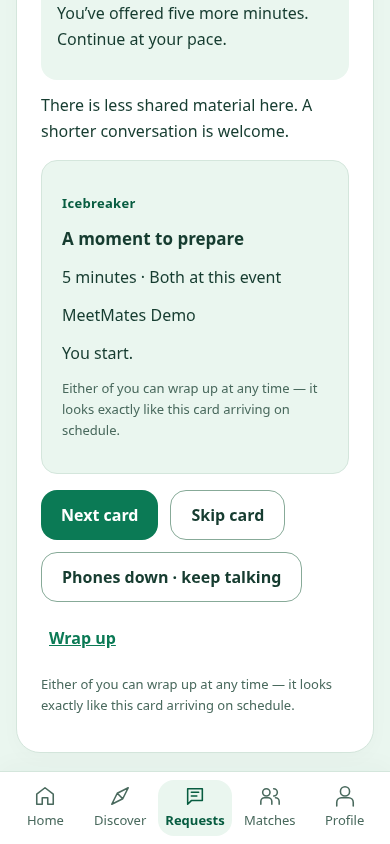 You’ve offered five more minutes.
Continue at your pace.
There is less shared material here. A
shorter conversation is welcome.
Icebreaker
A moment to prepare
5 minutes · Both at this event
MeetMates Demo
You start.
Either of you can wrap up at any time — it
looks exactly like this card arriving on
schedule.
Next card
Skip card
Phones down · keep talking
Wrap up
Either of you can wrap up at any time — it looks
exactly like this card arriving on schedule.
Home
Discover
Requests
Matches
Profile